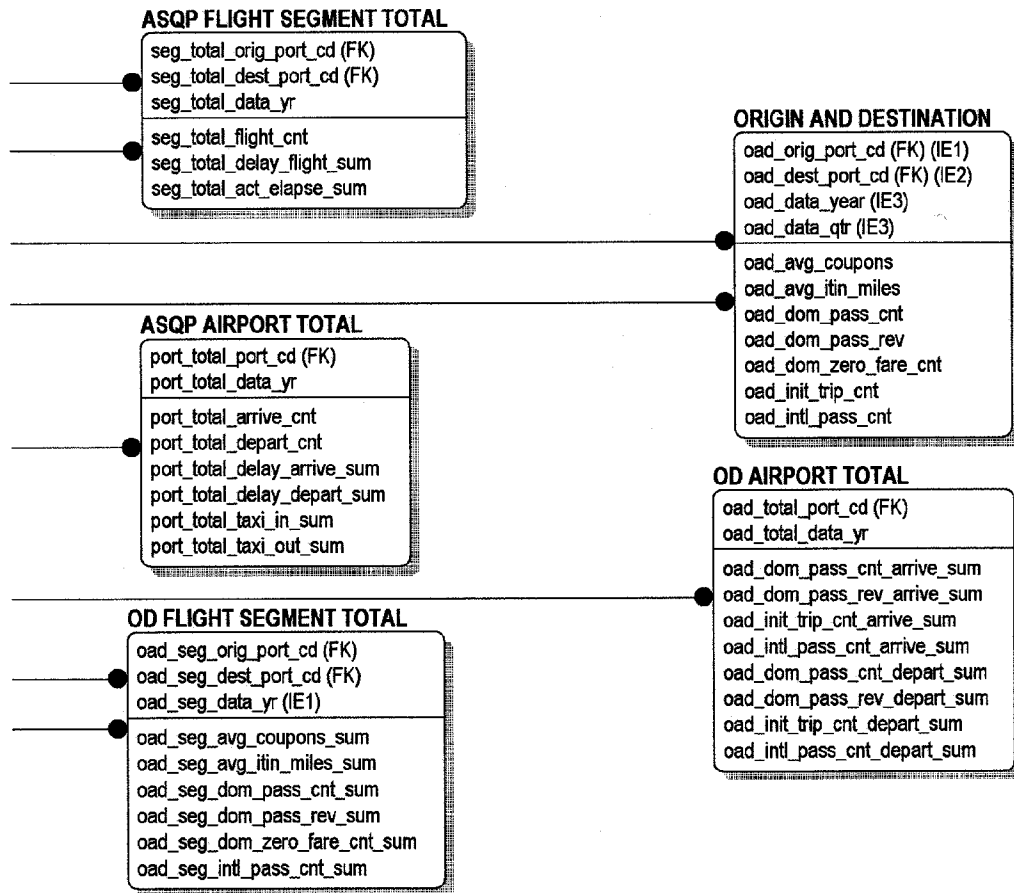 ASQP FLIGHT SEGMENT TOTAL
seg_total_orig_port_cd (FK)
seg_total_dest_port_cd (FK)
seg_total_data_yr
seg_total_flight_cnt
seg_total_delay_flight_sum
seg_total_act_elapse_sum
ORIGIN AND DESTINATION
oad_orig_port_cd (FK) (IE1)
oad_dest_port_cd (FK) (IE2)
oad_data_year (IE3)
oad_data_qtr (IE3)
oad_avg_coupons
oad_avg_itin_miles
oad_dom_pass_cnt
oad_dom_pass_rev
oad_dom_zero_fare_cnt
oad_init_trip_cnt
oad_intl_pass_cnt
ASQP AIRPORT TOTAL
port_total_port_cd (FK)
port_total_data_yr
port_total_arrive_cnt
port_total_depart_cnt
port_total_delay_arrive_sum
port_total_delay_depart_sum
port_total_taxi_in_sum
port_total_taxi_out_sum
OD AIRPORT TOTAL
oad_total_port_cd (FK)
oad_total_data_yr
oad_dom_pass_cnt_arrive_sum
oad_dom_pass_rev_arrive_sum
oad_init_trip_cnt_arrive_sum
oad_intl_pass_cnt_arrive_sum
oad_dom_pass_cnt_depart_sum
oad_dom_pass_rev_depart_sum
oad_init_trip_cnt_depart_sum
oad_intl_pass_cnt_depart_sum
OD FLIGHT SEGMENT TOTAL
oad_seg_orig_port_cd (FK)
oad_seg_dest_port_cd (FK)
oad_seg_data_yr (IE1)
oad_seg_avg_coupons_sum
oad_seg_avg_itin_miles_sum
oad_seg_dom_pass_cnt_sum
oad_seg_dom_pass_rev_sum
oad_seg_dom_zero_fare_cnt_sum
oad_seg_intl_pass_cnt_sum